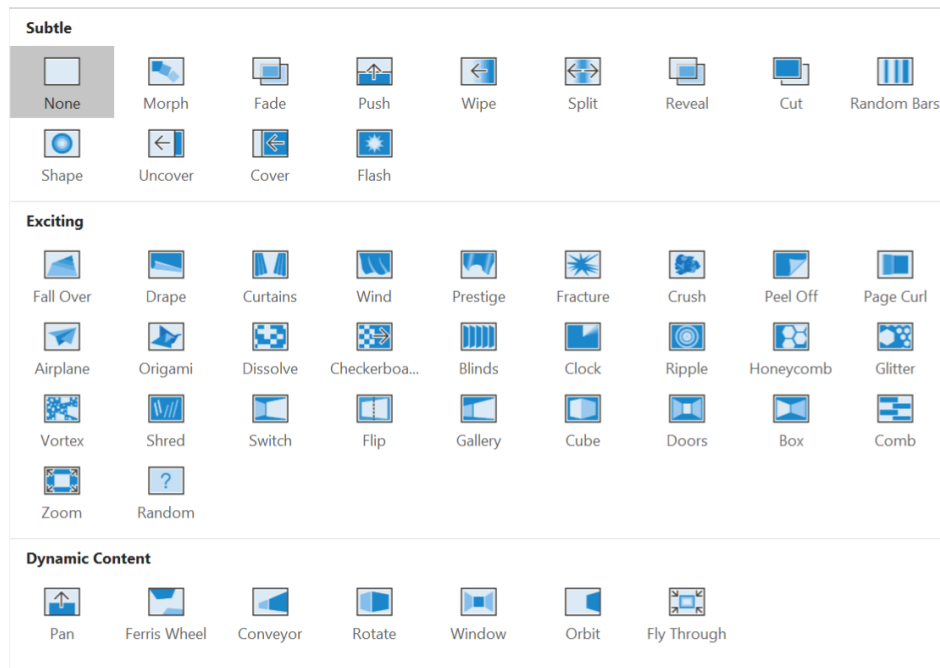 Subtle
None Morph Fade Push Wipe Split Reveal Cut Random Bars
Shape Uncover Cover Flash
Exciting
Fall Over Drape Curtains Wind Prestige Fracture Crush Peel Off Page Curl
Airplane Origami Dissolve Checkerboa... Blinds Clock Ripple Honeycomb Glitter
Vortex Shred Switch Flip Gallery Cube Doors Box Comb
?
Zoom Random
Dynamic Content
Pan Ferris Wheel Conveyor Rotate Window Orbit Fly Through